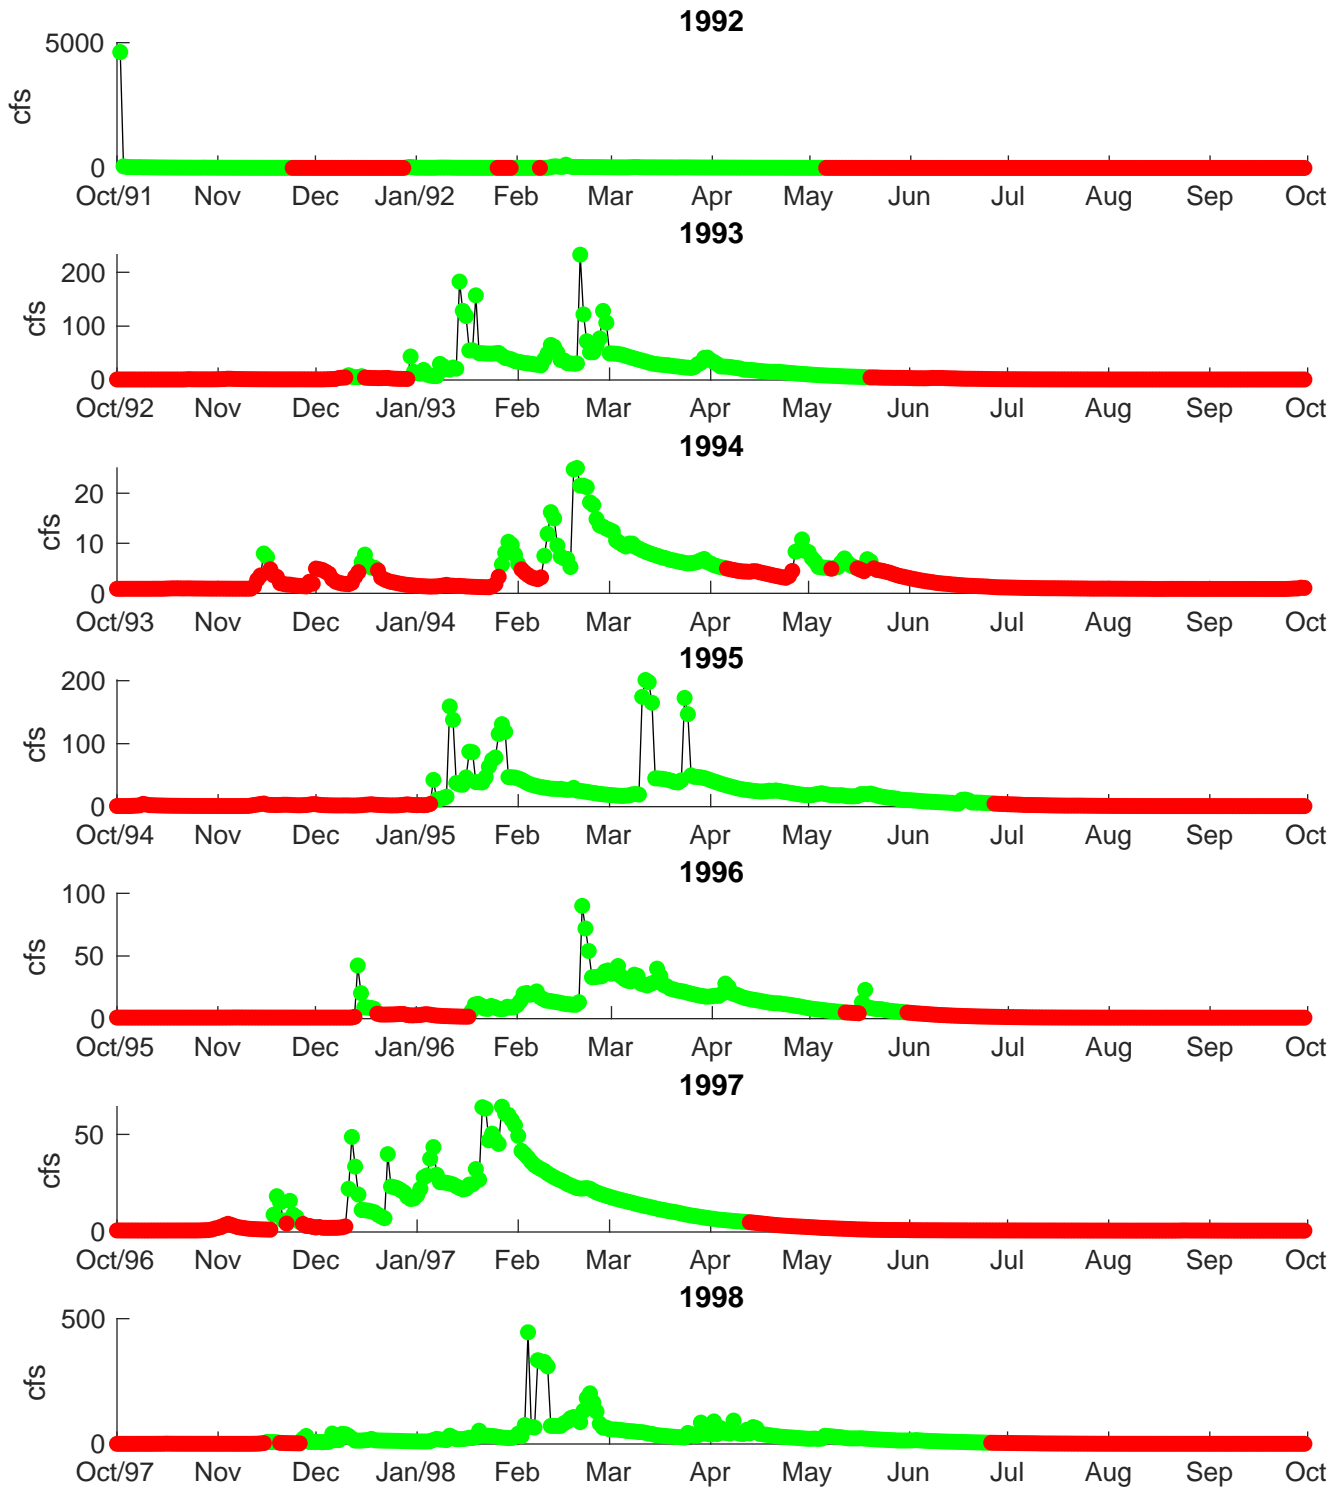 1992
5000
cfs
0
Oct/91 Nov Dec Jan/92 Feb Mar Apr May Jun Jul Aug Sep Oct
1993
200
cfs
100
0
Oct/92 Nov Dec Jan/93 Feb Mar Apr May Jun Jul Aug Sep Oct
1994
20
cfs
10
0
Oct/93 Nov Dec Jan/94 Feb Mar Apr May Jun Jul Aug Sep Oct
1995
200
cfs
100
0
Oct/94 Nov Dec Jan/95 Feb Mar Apr May Jun Jul Aug Sep Oct
1996
100
cfs
50
0
Oct/95 Nov Dec Jan/96 Feb Mar Apr May Jun Jul Aug Sep Oct
1997
50
cfs
0
Oct/96 Nov Dec Jan/97 Feb Mar Apr May Jun Jul Aug Sep Oct
1998
500
cfs
0
Oct/97 Nov Dec Jan/98 Feb Mar Apr May Jun Jul Aug Sep Oct